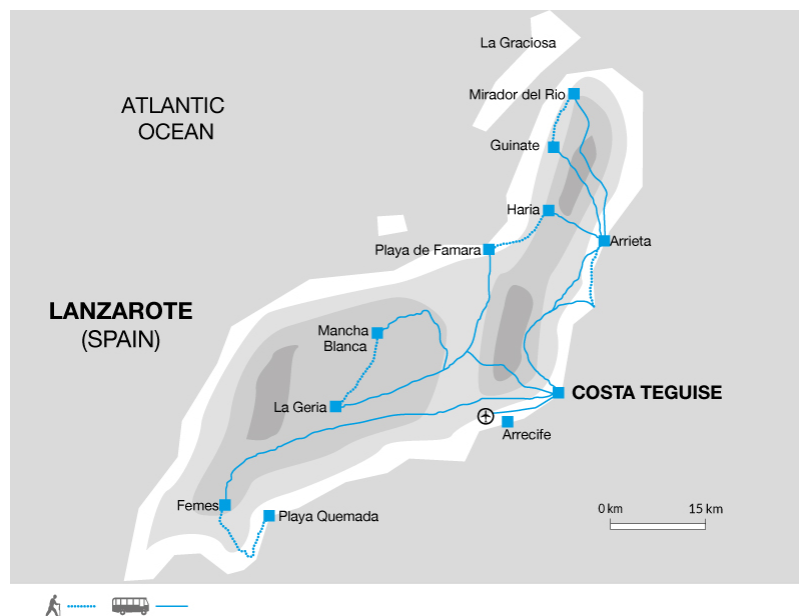 La Graciosa
Mirador del Rio
ATLANTIC
OCEAN
Guinate
Haria
Arrieta
Playa de Famara
LANZAROTE
(SPAIN)
Mancha
Blanca
COSTA TEGUISE
La Geria
Arrecife
Femes
Playa Quemada
0 km
15 km